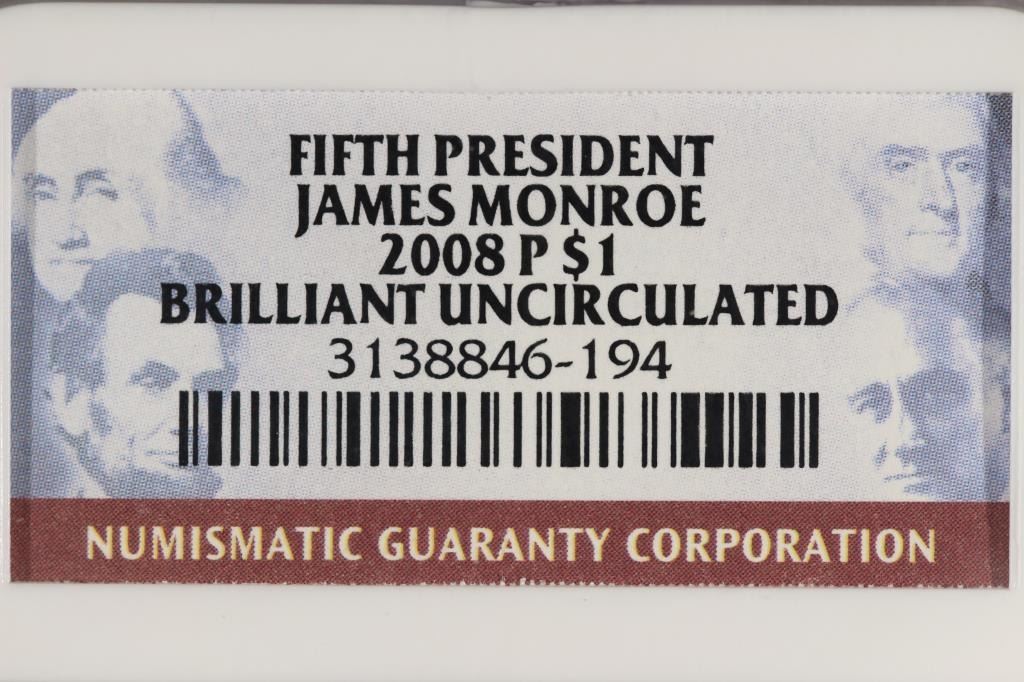 FIFTH PRESIDENT
JAMES MONROE
2008 P $1
BRILLIANT UNCIRCULATED
3138846-194
NUMISMATIC GUARANTY CORPORATION